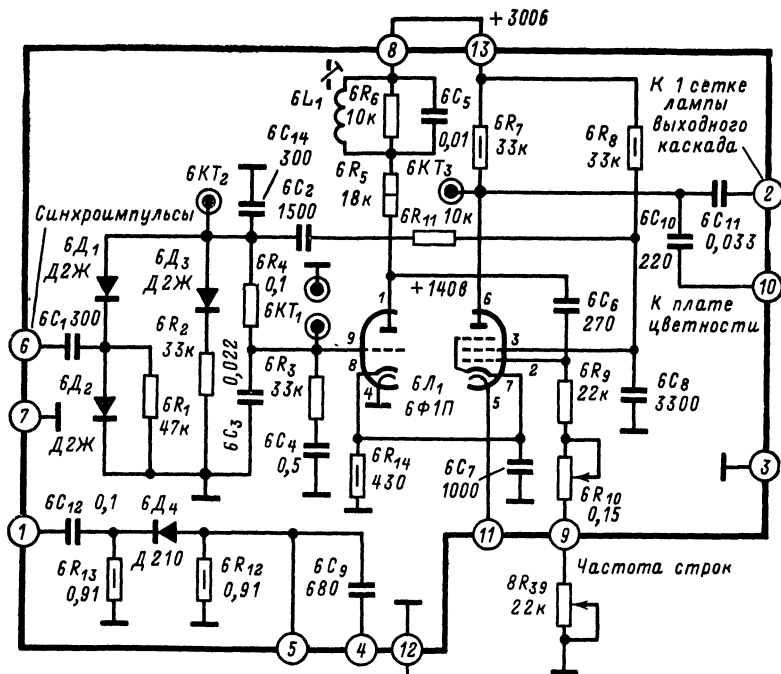 +300в
8
13
К 1 сетке
лампы
выходного
каскада
6L1
6R6
10к
6C5
0,01
6R7
33к
6R8
33к
6C14
300
6КТ2
6C2
1500
6R5
18к
6КТ3
2
Синхроимпульсы
6R11
10к
6C10
220
6C11
0,033
6Д1
Д2Ж
6Д3
Д2Ж
6R4
0,1
6КТ1
+140в
10
К плате
цветности
6C1 300
6R2
33к
0,022
6C3
1
6
6C6
270
6
9
8
4
3
2
7
5
6R3
33к
6Л1
6Ф1П
6R9
22к
6C8
3300
7
6Д2
Д2Ж
6R1
47к
6C4
0,5
6R14
430
6C7
1000
6R10
0,15
3
1
6C12
0,1
6Д4
Д210
11
9
6R13
0,91
6R12
0,91
6C9
680
Частота строк
8R39
22к
5
4
12